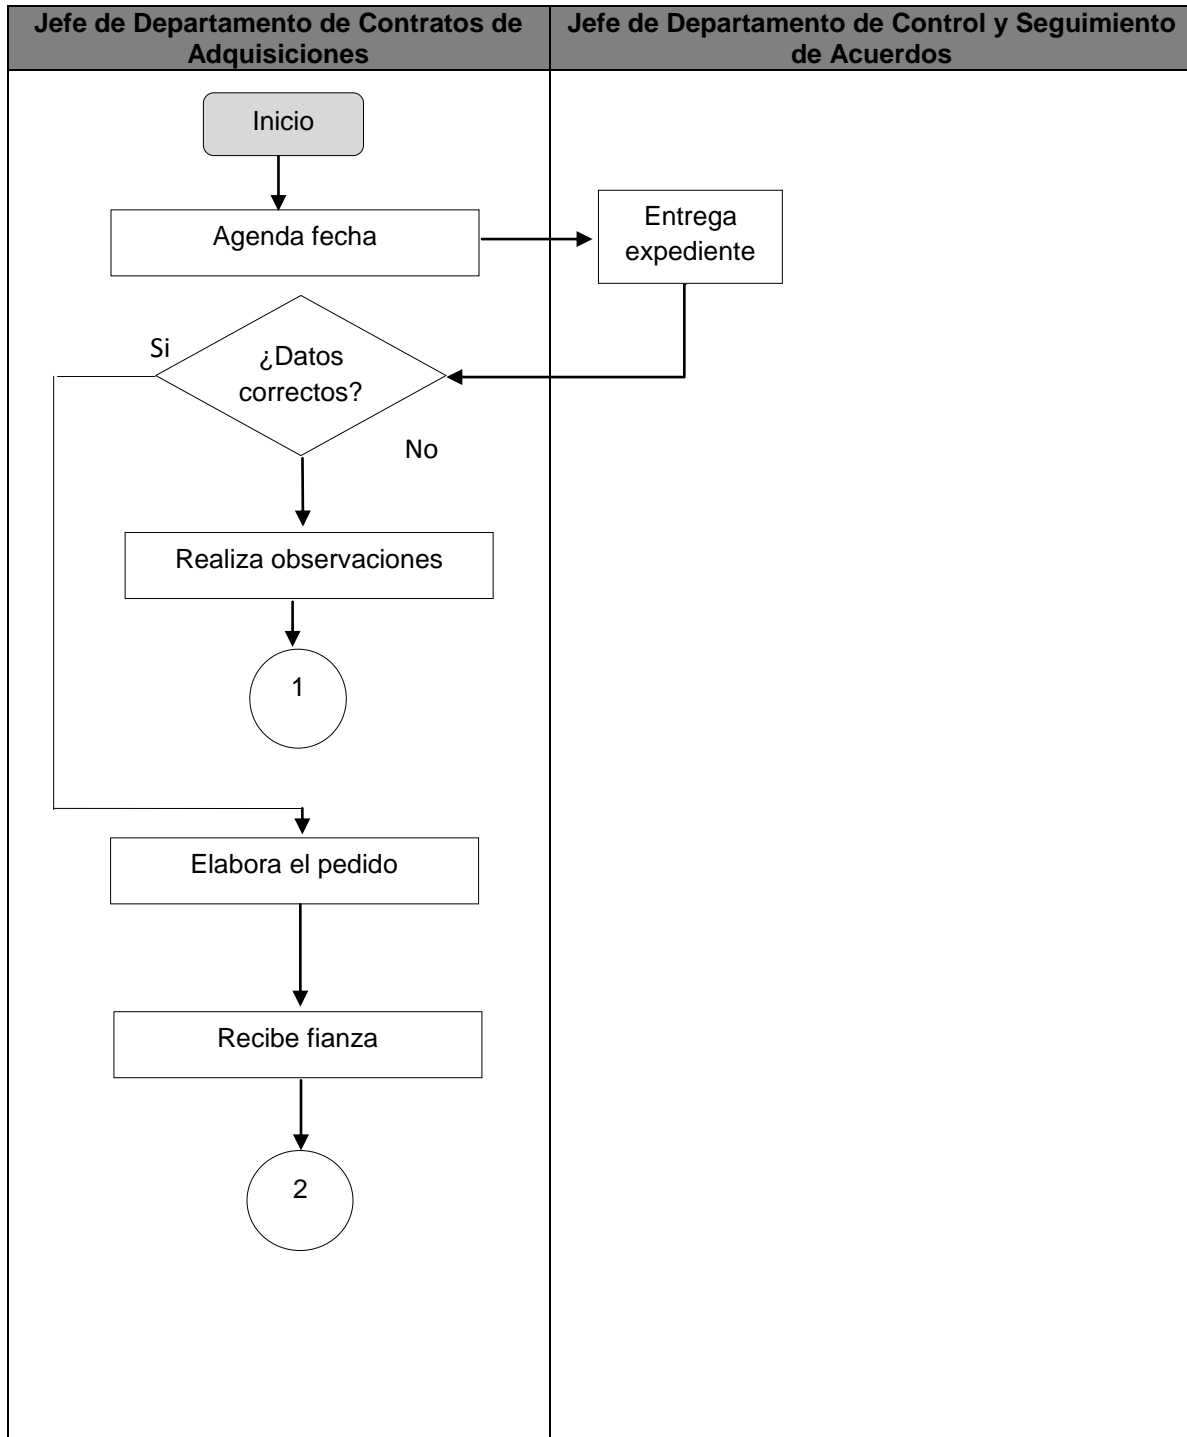 Jefe de Departamento de Contratos de
Adquisiciones
Jefe de Departamento de Control y Seguimiento
de Acuerdos
Inicio
Agenda fecha
Entrega
expediente
Si
¿Datos
correctos?
No
Realiza observaciones
1
Elabora el pedido
Recibe fianza
2